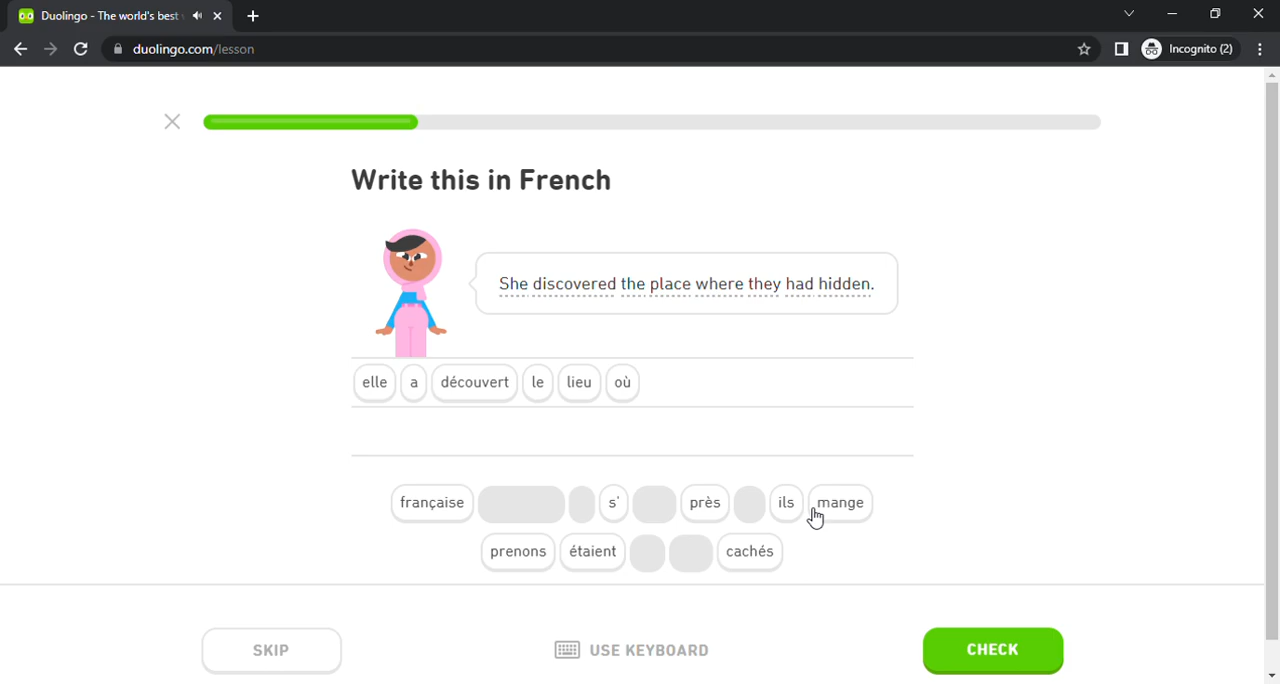 Duolingo - The world's best
duolingo.com/lesson
Incognito (2)
Write this in French
She discovered the place where they had hidden.
elle a découvert le lieu où
française s' près ils mange
prenons étaient cachés
SKIP USE KEYBOARD CHECK